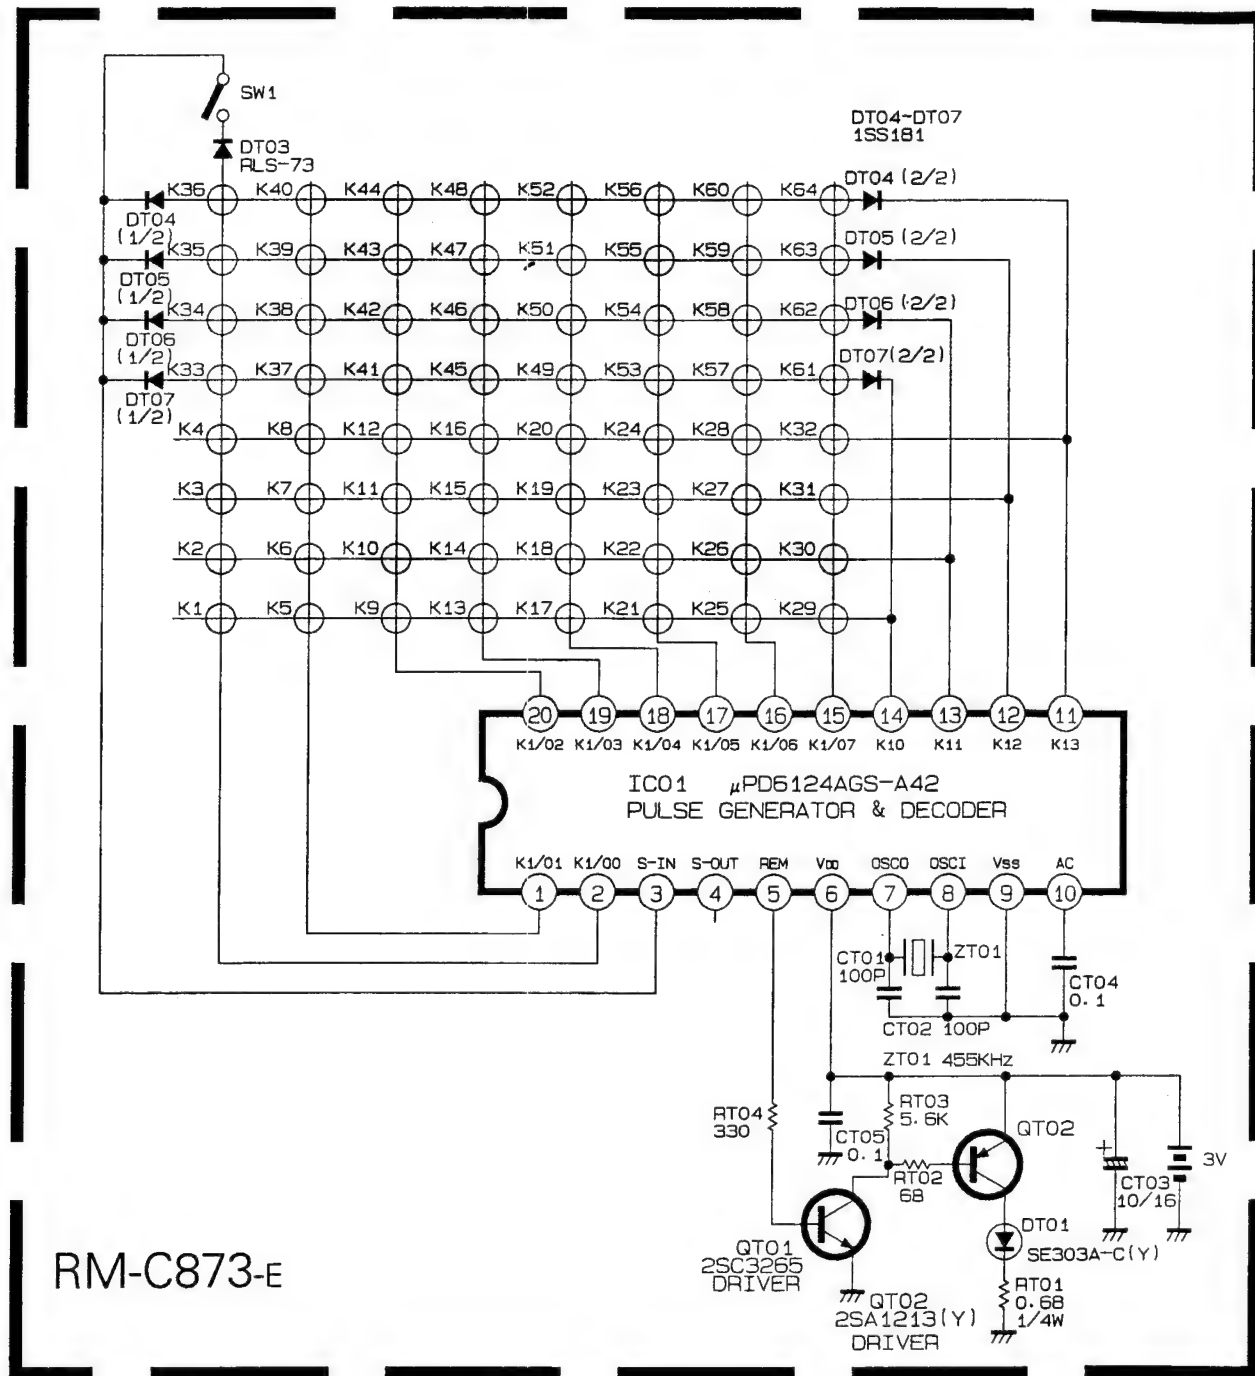 SW1
DT03
RLS-73
DT04~DT07
1SS181
K36 K40 K44 K48 K52 K56 K60 K64 DT04 (2/2)
DT04
(1/2)
K35 K39 K43 K47 K51 K55 K59 K63 DT05 (2/2)
DT05
(1/2)
K34 K38 K42 K46 K50 K54 K58 K62 DT06 (2/2)
DT06
(1/2)
K33 K37 K41 K45 K49 K53 K57 K61 DT07(2/2)
DT07
(1/2)
K4 K8 K12 K16 K20 K24 K28 K32
K3 K7 K11 K15 K19 K23 K27 K31
K2 K6 K10 K14 K18 K22 K26 K30
K1 K5 K9 K13 K17 K21 K25 K29
20 19 18 17 16 15 14 13 12 11
K1/02 K1/03 K1/04 K1/05 K1/06 K1/07 K10 K11 K12 K13
IC01 μPD6124AGS-A42
PULSE GENERATOR & DECODER
K1/01 K1/00 S-IN S-OUT REM VDD OSCO OSCI Vss AC
1 2 3 4 5 6 7 8 9 10
CT01
100P
ZT01
CT04
0.1
CT02 100P
ZT01 455KHz
RT04
330
CT05
0.1
RT03
5.6K
QT02
RT02
68
+
CT03
10/16
3V
DT01
SE303A-C(Y)
QT01
2SC3265
DRIVER
RT01
0.68
1/4W
QT02
2SA1213(Y)
DRIVER
RM-C873-E